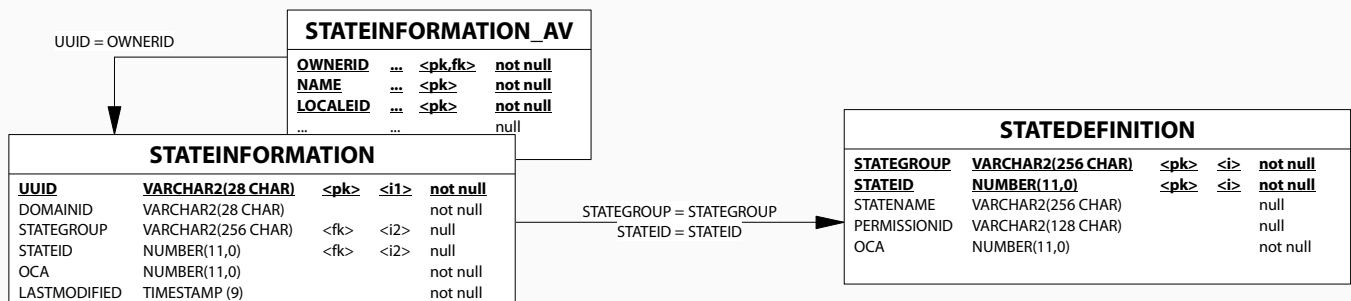 UUID = OWNERID
STATEINFORMATION_AV
OWNERID ... <pk,fk> not null
NAME ... <pk> not null
LOCALEID ... <pk> not null
... ... null
STATEINFORMATION
UUID VARCHAR2(28 CHAR) <pk> <i1> not null
DOMAINID VARCHAR2(28 CHAR) not null
STATEGROUP VARCHAR2(256 CHAR) <fk> <i2> null
STATEID NUMBER(11,0) <fk> <i2> null
OCA NUMBER(11,0) not null
LASTMODIFIED TIMESTAMP (9) not null
STATEGROUP = STATEGROUP
STATEID = STATEID
STATEDEFINITION
STATEGROUP VARCHAR2(256 CHAR) <pk> <i> not null
STATEID NUMBER(11,0) <pk> <i> not null
STATENAME VARCHAR2(256 CHAR) null
PERMISSIONID VARCHAR2(128 CHAR) null
OCA NUMBER(11,0) not null